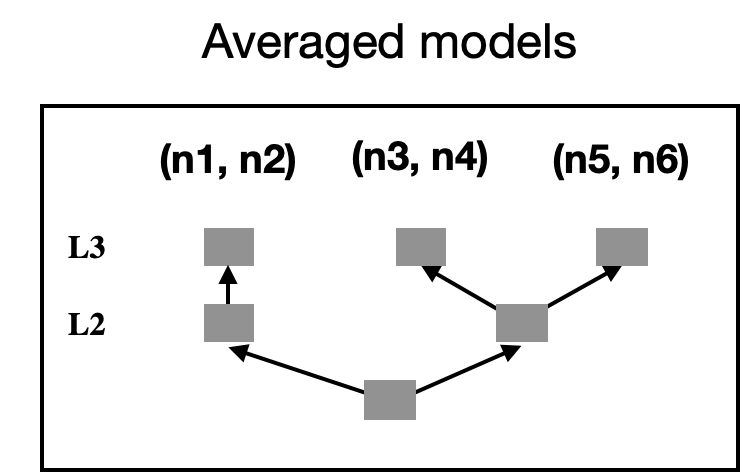 Averaged models
(n1, n2) (n3, n4) (n5, n6)
L3
L2